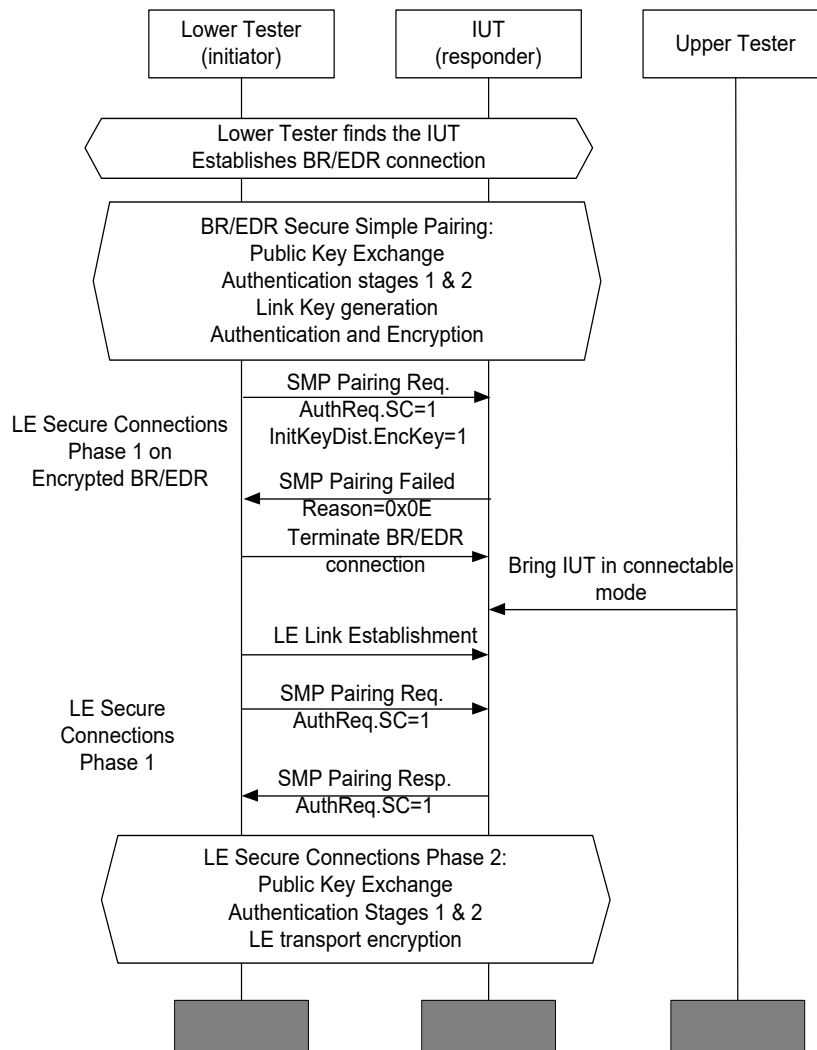 Lower Tester
(initiator)
IUT
(responder)
Upper Tester
Lower Tester finds the IUT
Establishes BR/EDR connection
BR/EDR Secure Simple Pairing:
Public Key Exchange
Authentication stages 1 & 2
Link Key generation
Authentication and Encryption
LE Secure Connections
Phase 1 on
Encrypted BR/EDR
SMP Pairing Req.
AuthReq.SC=1
InitKeyDist.EncKey=1
SMP Pairing Failed
Reason=0x0E
Terminate BR/EDR
connection
Bring IUT in connectable
mode
LE Link Establishment
LE Secure
Connections
Phase 1
SMP Pairing Req.
AuthReq.SC=1
SMP Pairing Resp.
AuthReq.SC=1
LE Secure Connections Phase 2:
Public Key Exchange
Authentication Stages 1 & 2
LE transport encryption